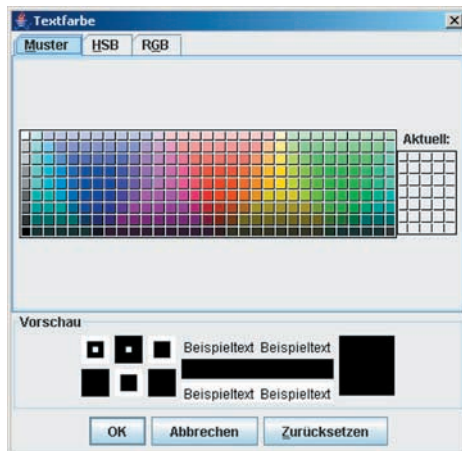 Textfarbe
Muster HSB RGB
Aktuell:
Vorschau
Beispieltext Beispieltext
Beispieltext Beispieltext
OK Abbrechen Zurücksetzen